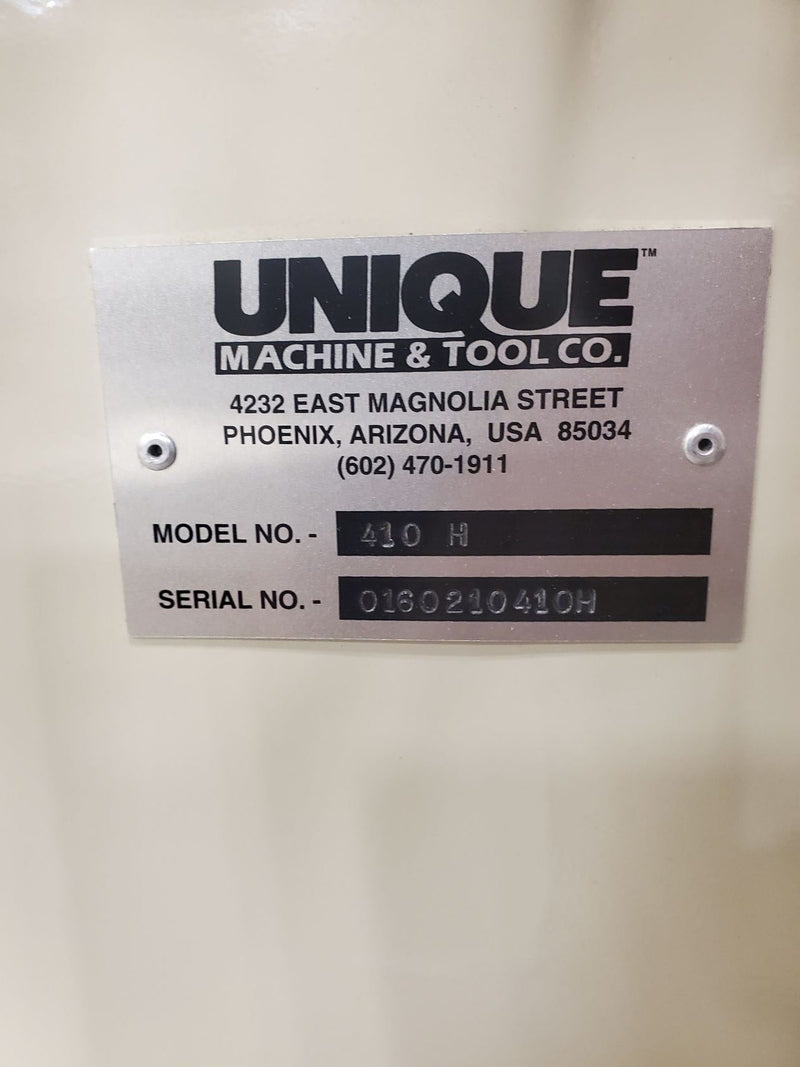 UNIQUE™
MACHINE & TOOL CO.
4232 EAST MAGNOLIA STREET
PHOENIX, ARIZONA, USA 85034
(602) 470-1911
MODEL NO. - 410 H
SERIAL NO. - 0160210410H